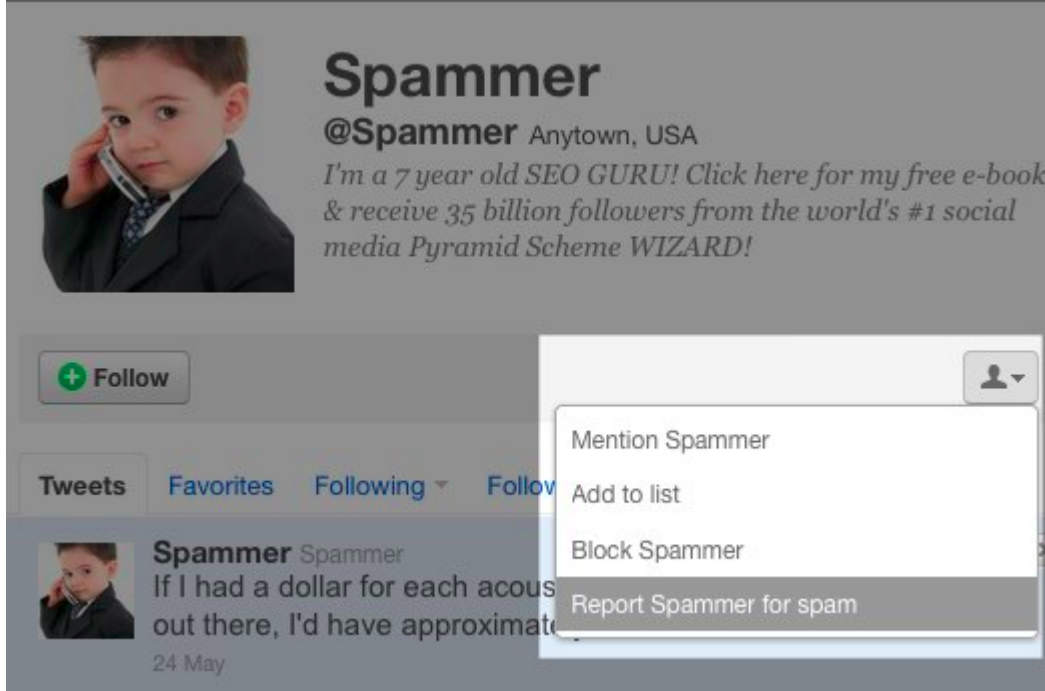 Spammer
@Spammer Anytown, USA
I'm a 7 year old SEO GURU! Click here for my free e-book
& receive 35 billion followers from the world's #1 social
media Pyramid Scheme WIZARD!
Follow
Mention Spammer
Add to list
Block Spammer
Report Spammer for spam
Tweets Favorites Following
Spammer Spammer
If I had a dollar for each
out there, I'd have
24 May